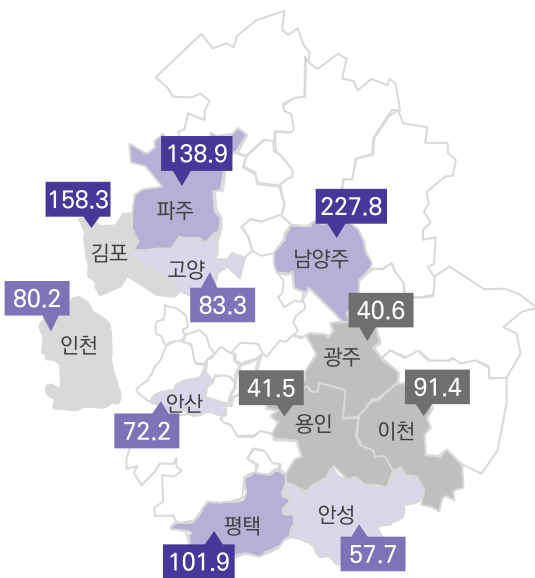 138.9
파주
158.3
김포
227.8
남양주
고양
83.3
80.2
인천
40.6
광주
41.5
용인
91.4
이천
안산
72.2
안성
57.7
평택
101.9